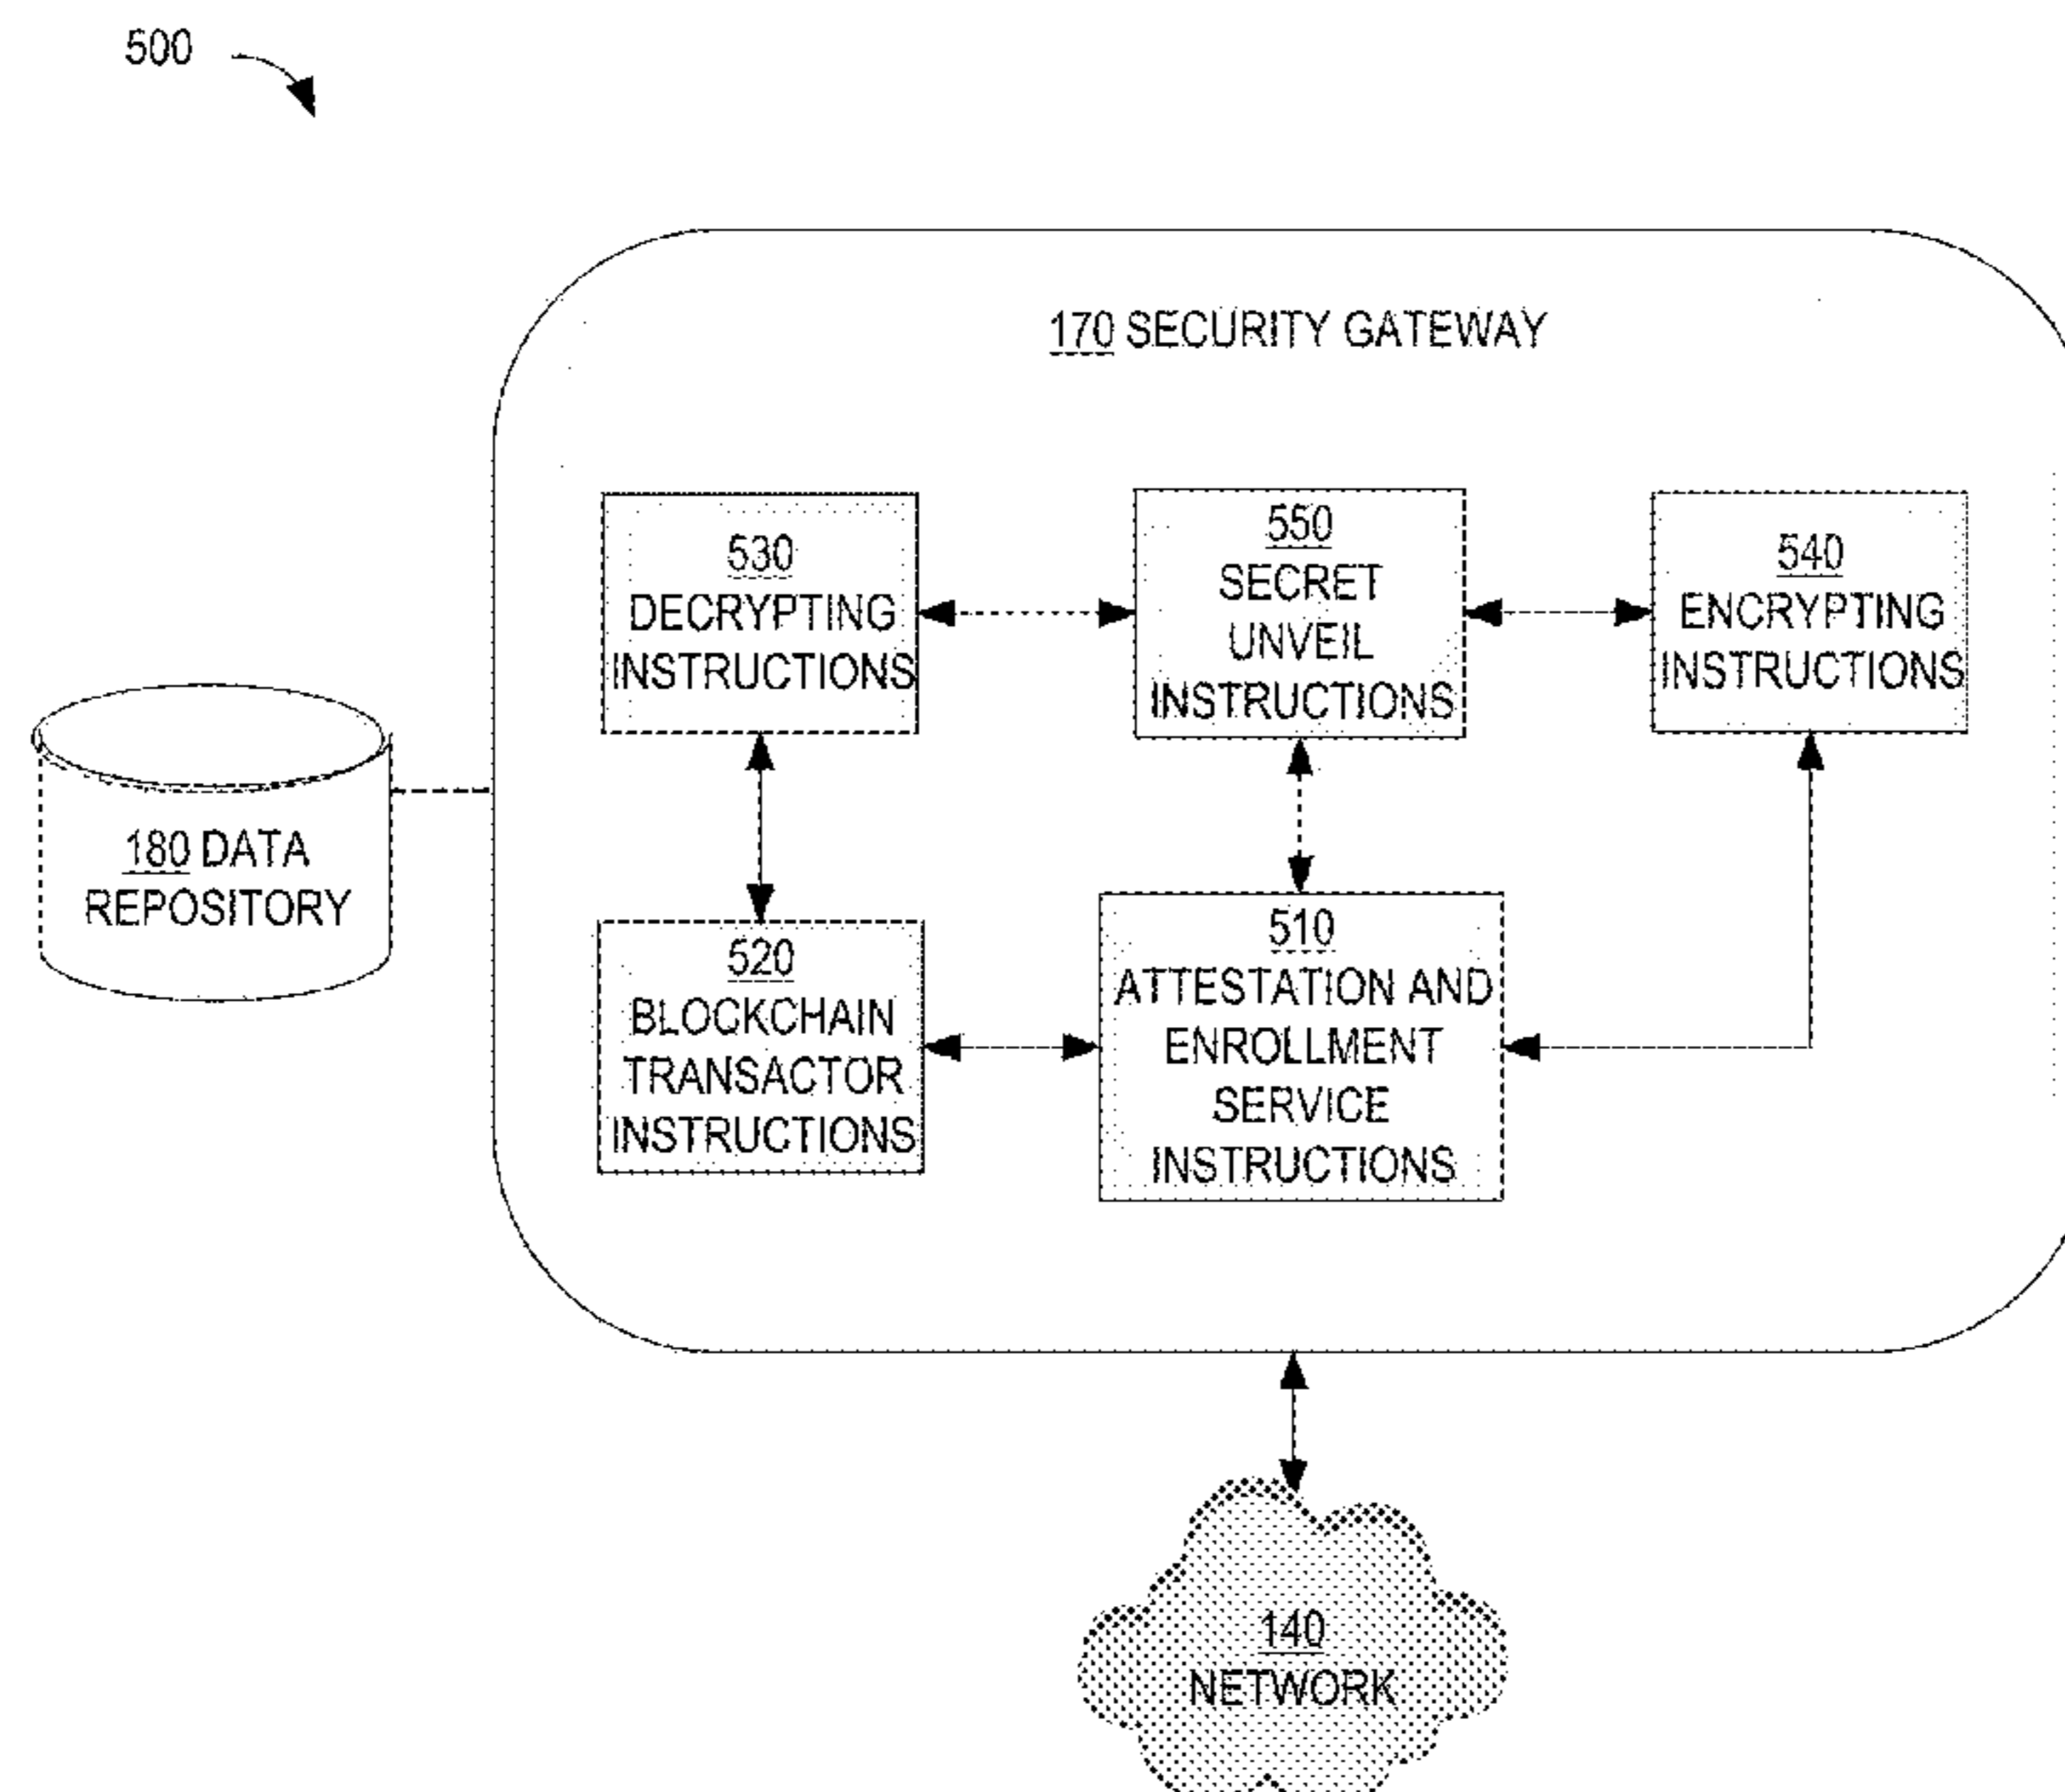 500
170 SECURITY GATEWAY
530
DECRYPTING
INSTRUCTIONS
550
SECRET
UNVEIL
INSTRUCTIONS
540
ENCRYPTING
INSTRUCTIONS
180 DATA
REPOSITORY
520
BLOCKCHAIN
TRANSACTOR
INSTRUCTIONS
510
ATTESTATION AND
ENROLLMENT
SERVICE
INSTRUCTIONS
140
NETWORK